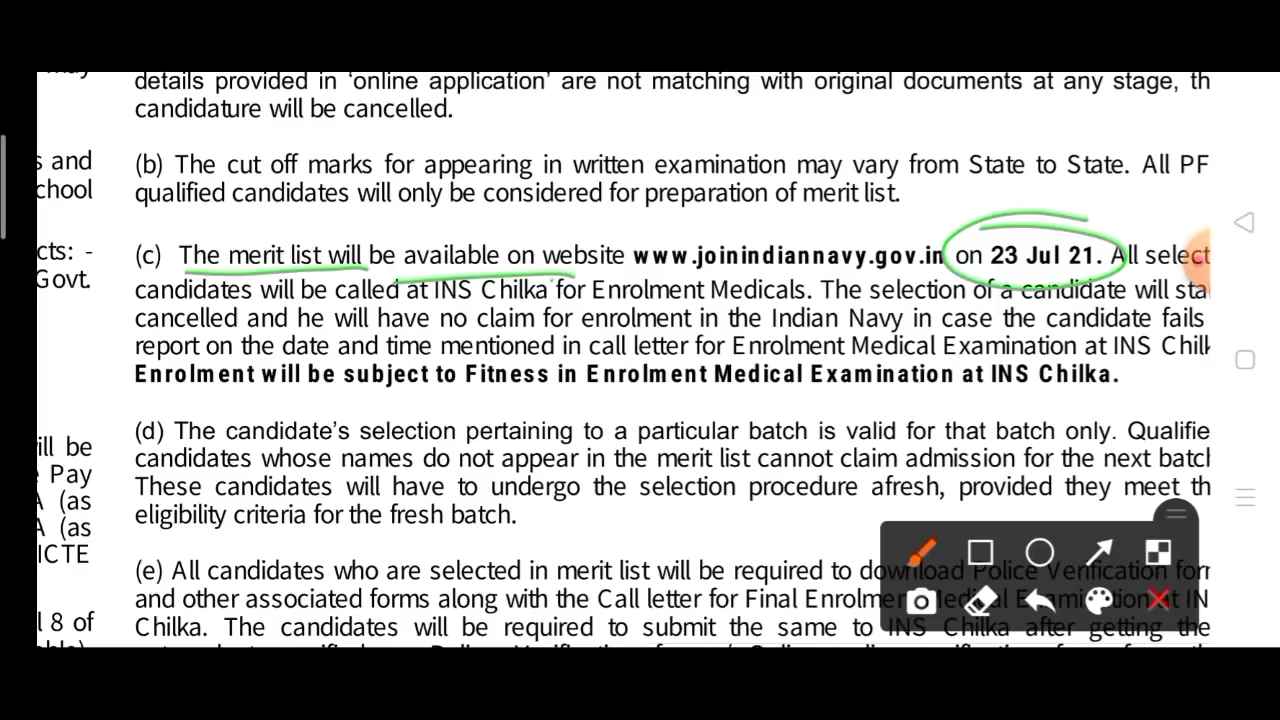 details provided in ‘online application’ are not matching with original documents at any stage, th
candidature will be cancelled.
s and
chool
(b) The cut off marks for appearing in written examination may vary from State to State. All PF
qualified candidates will only be considered for preparation of merit list.
cts: -
Govt.
(c) The merit list will be available on website www.joinindiannavy.gov.in on 23 Jul 21. All select
candidates will be called at INS Chilka for Enrolment Medicals. The selection of a candidate will sta
cancelled and he will have no claim for enrolment in the Indian Navy in case the candidate fails
report on the date and time mentioned in call letter for Enrolment Medical Examination at INS Chilk
Enrolment will be subject to Fitness in Enrolment Medical Examination at INS Chilka.
ill be
Pay
A (as
A (as
ICTE
(d) The candidate’s selection pertaining to a particular batch is valid for that batch only. Qualifie
candidates whose names do not appear in the merit list cannot claim admission for the next batch
These candidates will have to undergo the selection procedure afresh, provided they meet th
eligibility criteria for the fresh batch.
l 8 of
(e) All candidates who are selected in merit list will be required to download Police Verification form
and other associated forms along with the Call letter for Final Enrolment Medical Examination at IN
Chilka. The candidates will be required to submit the same to INS Chilka after getting the